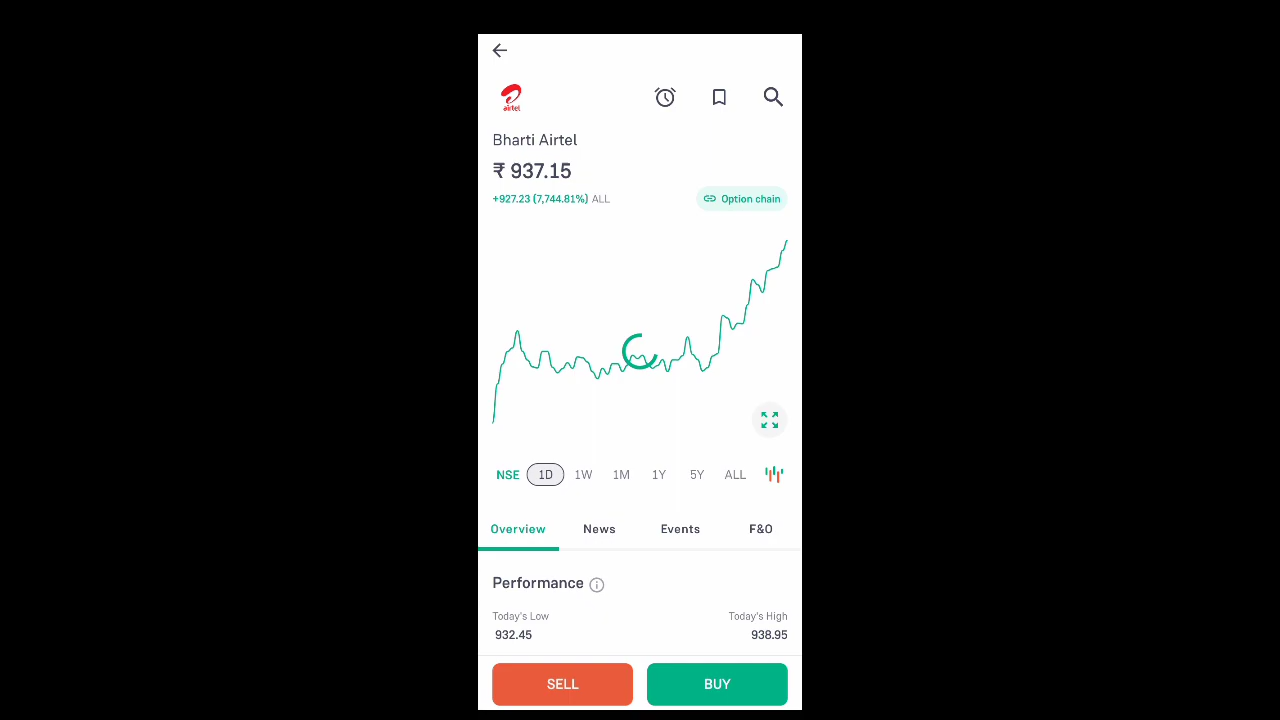 airtel
Bharti Airtel
₹ 937.15
+927.23 (7,744.81%) ALL
Option chain
NSE 1D 1W 1M 1Y 5Y ALL
Overview News Events F&O
Performance
Today's Low Today's High
932.45 938.95
SELL BUY